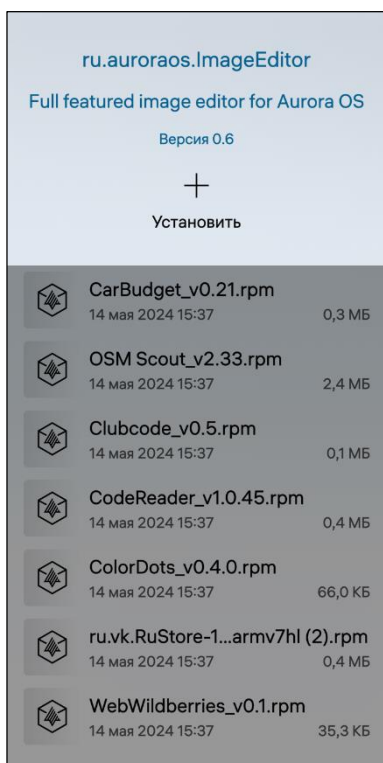 ru.auroraos.ImageEditor
Full featured image editor for Aurora OS
Версия 0.6
Установить
CarBudget_v0.21.rpm
14 мая 2024 15:37 0,3 МБ
OSM Scout_v2.33.rpm
14 мая 2024 15:37 2,4 МБ
Clubcode_v0.5.rpm
14 мая 2024 15:37 0,1 МБ
CodeReader_v1.0.45.rpm
14 мая 2024 15:37 0,4 МБ
ColorDots_v0.4.0.rpm
14 мая 2024 15:37 66,0 КБ
ru.vk.RuStore-1...armv7hl (2).rpm
14 мая 2024 15:37 0,4 МБ
WebWildberries_v0.1.rpm
14 мая 2024 15:37 35,3 КБ